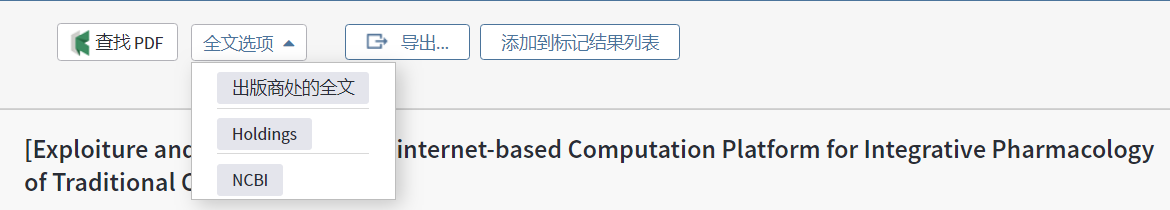 查找 PDF
全文选项
导出...
添加到标记结果列表
出版商处的全文
Holdings
NCBI
[Exploiture and internet-based Computation Platform for Integrative Pharmacology
of Traditional